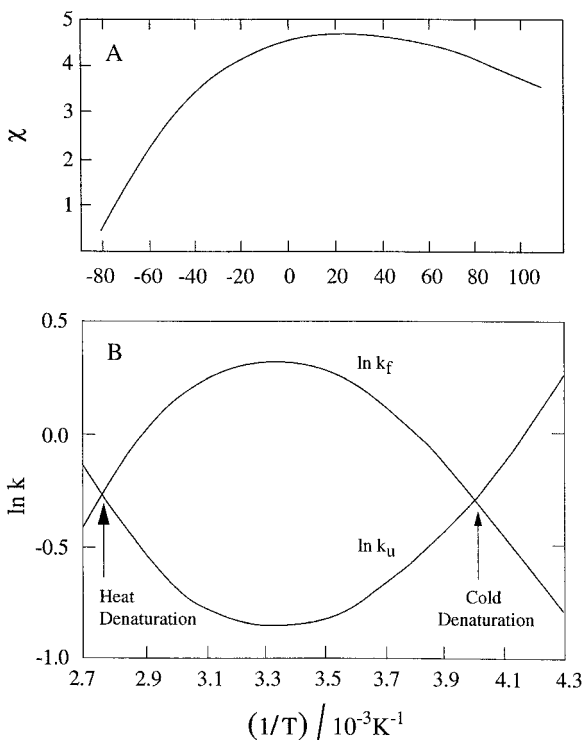 5
A
4
χ
3
2
1
-80 -60 -40 -20 0 20 40 60 80 100
0.5
B
ln k_f
0.0
ln k
-0.5
ln k_u
Heat
Denaturation
Cold
Denaturation
-1.0
2.7 2.9 3.1 3.3 3.5 3.7 3.9 4.1 4.3
(1/T) / 10⁻³K⁻¹